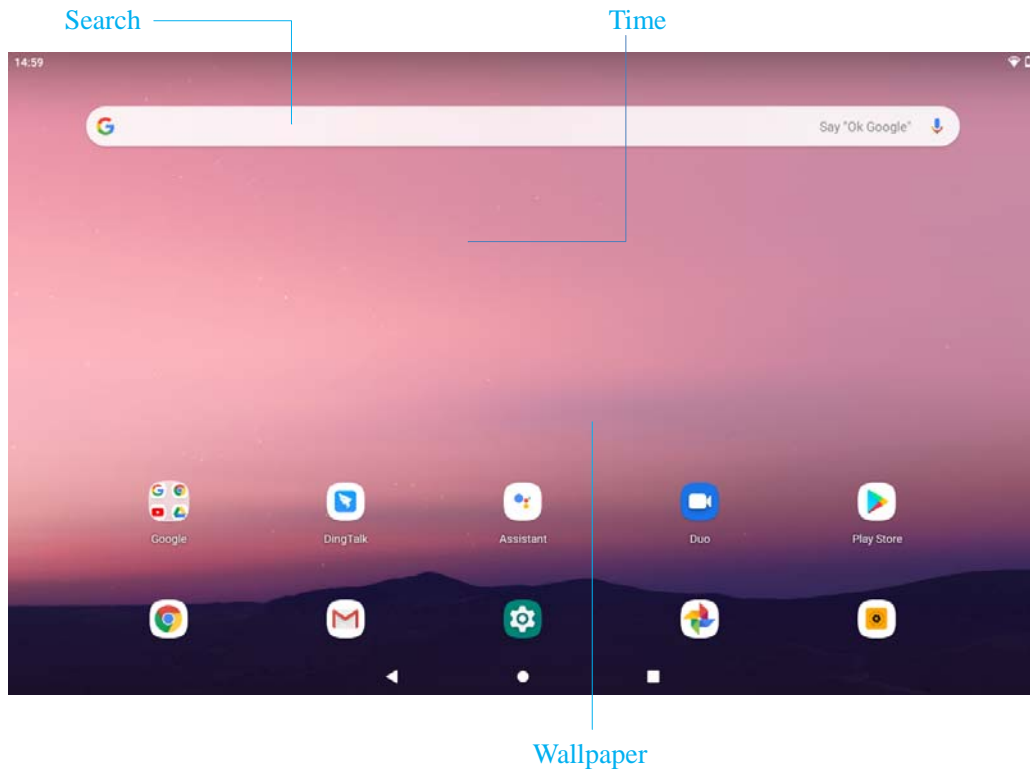 Search
Time
14:59
Say "Ok Google"
Google
DingTalk
Assistant
Duo
Play Store
Wallpaper